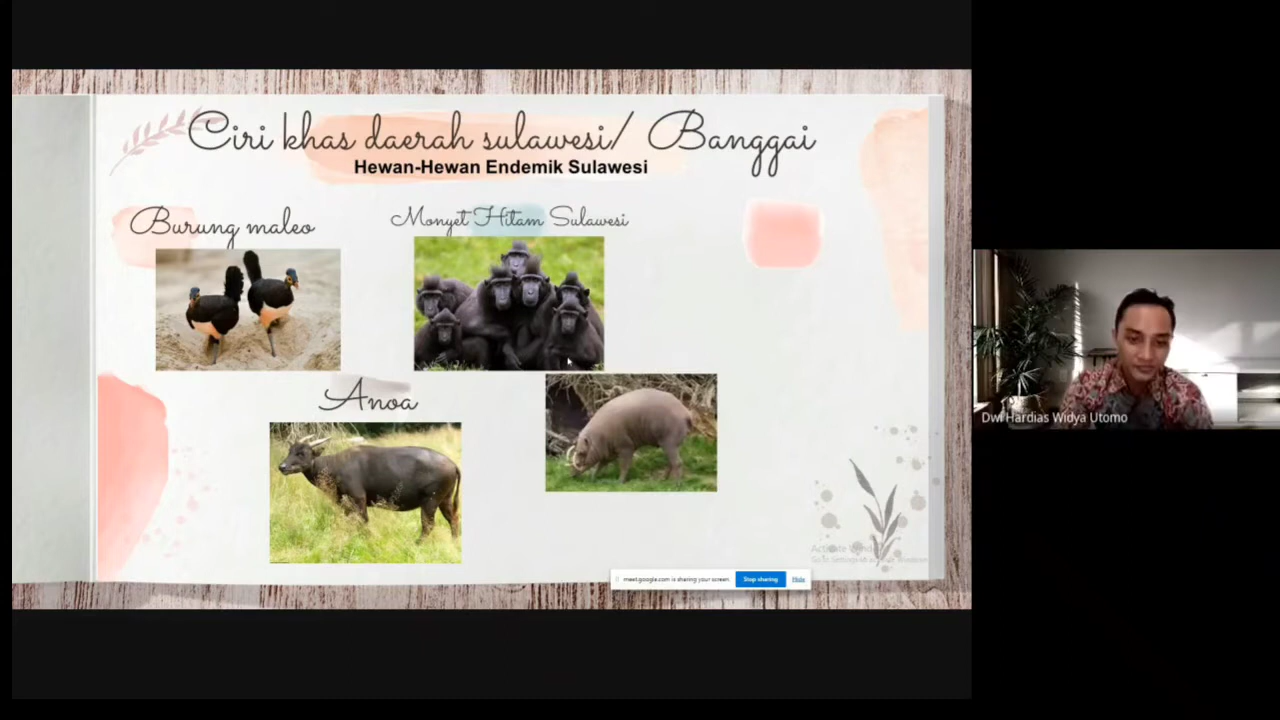 Ciri khas daerah sulawesi/ Banggai
Hewan-Hewan Endemik Sulawesi
Burung maleo
Monyet Hitam Sulawesi
Anoa
Dwi Hardias Widya Utomo
meet.google.com is sharing your screen.
Stop sharing
Hide